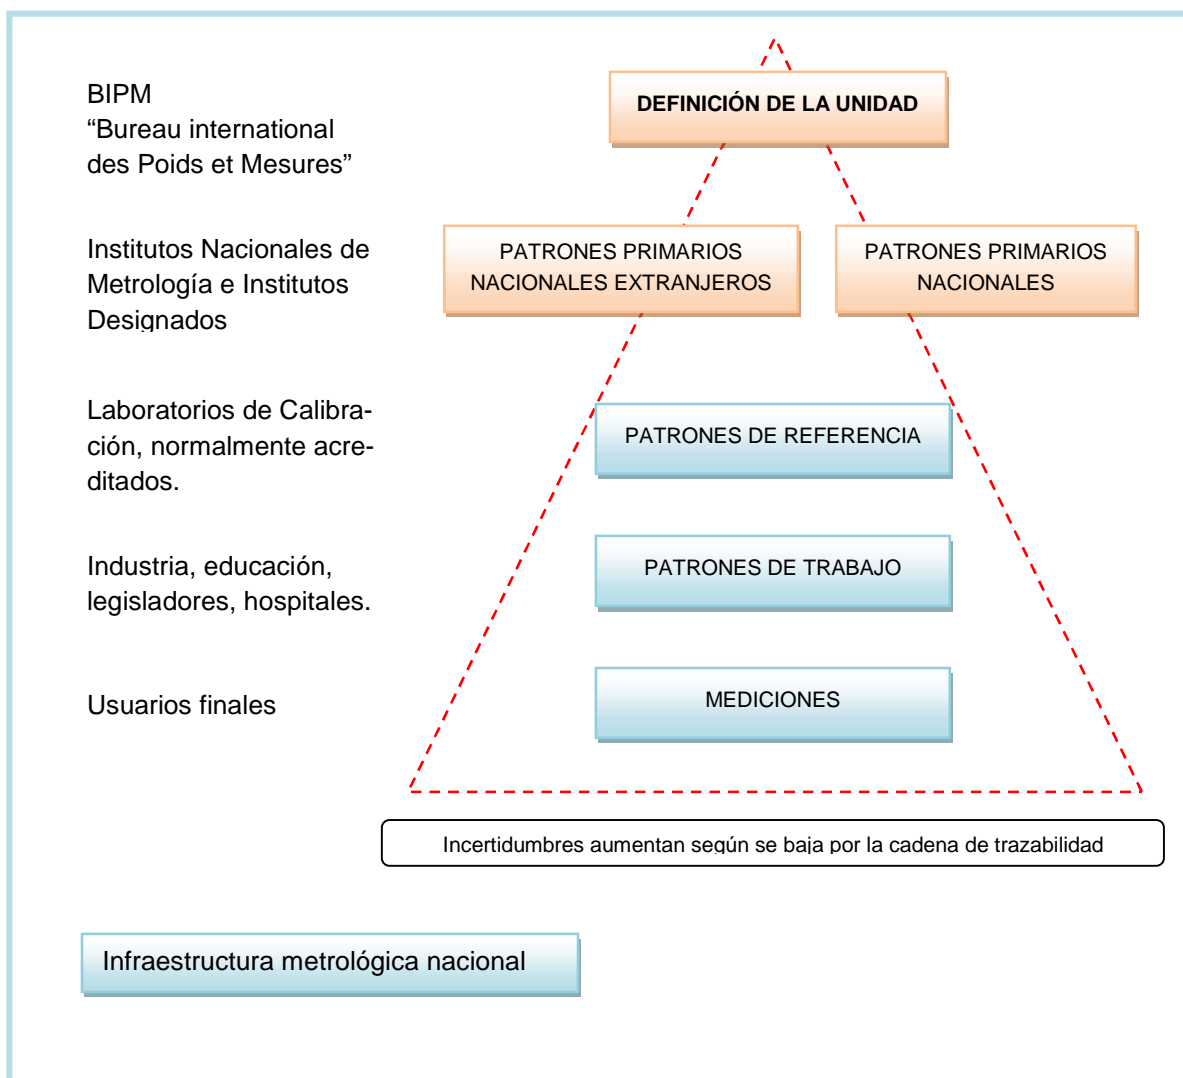 BIPM
“Bureau international
des Poids et Mesures”
DEFINICIÓN DE LA UNIDAD
Institutos Nacionales de
Metrología e Institutos
Designados
PATRONES PRIMARIOS
NACIONALES EXTRANJEROS
PATRONES PRIMARIOS
NACIONALES
Laboratorios de Calibra-
ción, normalmente acre-
ditados.
PATRONES DE REFERENCIA
Industria, educación,
legisladores, hospitales.
PATRONES DE TRABAJO
Usuarios finales
MEDICIONES
Incertidumbres aumentan según se baja por la cadena de trazabilidad
Infraestructura metrológica nacional